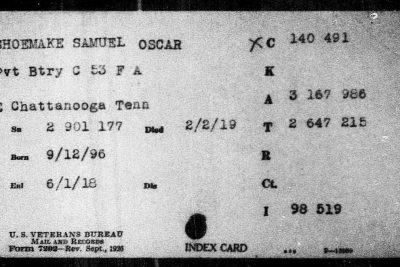 SHOEMAKE SAMUEL OSCAR XC 140 491
Pvt Btry C 53 F A K
Chattanooga Tenn A 3 167 986
Sn 2 901 177 Died 2/2/19 T 2 647 215
Born 9/12/96 R
Enl 6/1/18 Dis Ct.
I 98 519
U. S. VETERANS BUREAU
MAIL AND RECORDS
Form 7202—Rev. Sept., 1926 INDEX CARD